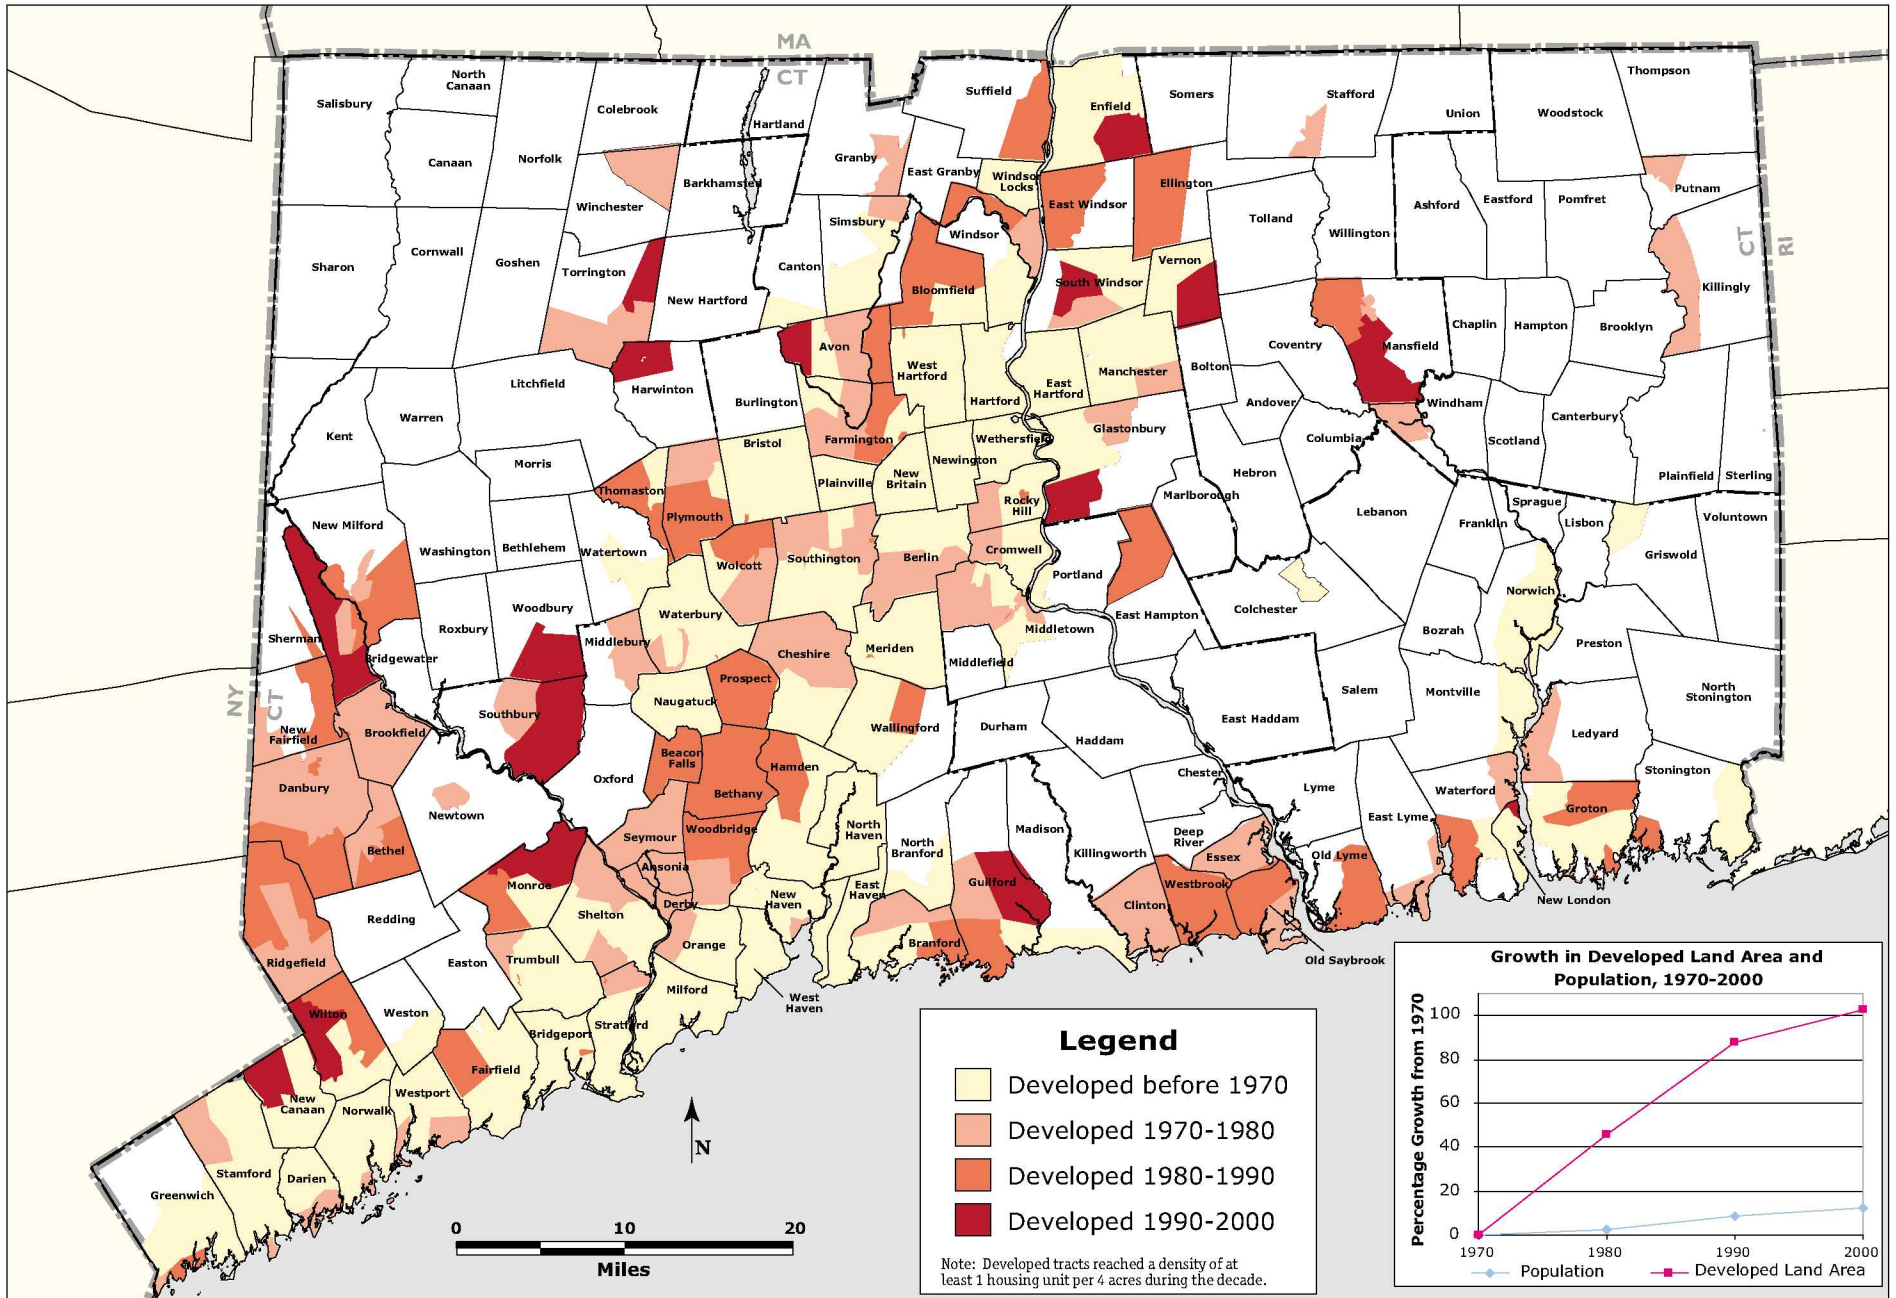 MA
CT
Salisbury
North
Canaan
Colebrook
Hartland
Suffield
Enfield
Somers
Stafford
Union
Woodstock
Thompson
Canaan
Norfolk
Winchester
Barkhamsted
Granby
East Granby
Windsor
Locks
East Windsor
Ellington
Tolland
Willington
Ashford
Eastford
Pomfret
Putnam
Sharon
Cornwall
Goshen
Torrington
New Hartford
Canton
Simsbury
Windsor
Bloomfield
South Windsor
Vernon
Coventry
Mansfield
Chaplin
Hampton
Brooklyn
Killingly
CT
RI
Kent
Warren
Litchfield
Harwinton
Burlington
Avon
West
Hartford
Hartford
East
Hartford
Manchester
Bolton
Andover
Columbia
Windham
Scotland
Canterbury
Plainfield
Sterling
Morris
Bristol
Farmington
Plainville
New
Britain
Newington
Wethersfield
Glastonbury
Hebron
Marlborough
Lebanon
Franklin
Sprague
Lisbon
Griswold
Voluntown
New Milford
Washington
Bethlehem
Watertown
Thomaston
Plymouth
Wolcott
Southington
Berlin
Rocky
Hill
Cromwell
Portland
East Hampton
Colchester
Bozrah
Norwich
Preston
North
Stonington
Sherman
Bridgewater
Roxbury
Woodbury
Middlebury
Waterbury
Cheshire
Meriden
Middlefield
Middletown
Salem
Montville
Ledyard
Stonington
NY
CT
New
Fairfield
Brookfield
Southbury
Naugatuck
Prospect
Wallingford
Durham
Haddam
East Haddam
Danbury
Bethel
Newtown
Oxford
Beacon
Falls
Bethany
Hamden
Chester
Lyme
East Lyme
Waterford
Groton
Redding
Monroe
Seymour
Woodbridge
Ansonia
Derby
Shelton
North
Haven
New
Haven
East
Haven
North
Branford
Guilford
Madison
Killingworth
Deep
River
Essex
Westbrook
Clinton
Old Lyme
New London
Old Saybrook
Branford
Ridgefield
Easton
Trumbull
Orange
Milford
West
Haven
Wilton
Weston
Fairfield
Bridgeport
Stratford
New
Canaan
Norwalk
Westport
Stamford
Darien
Greenwich
N
0 10 20
Miles
Legend
Developed before 1970
Developed 1970-1980
Developed 1980-1990
Developed 1990-2000
Note: Developed tracts reached a density of at
least 1 housing unit per 4 acres during the decade.
Growth in Developed Land Area and
Population, 1970-2000
Percentage Growth from 1970
100
80
60
40
20
0
1970 1980 1990 2000
Population Developed Land Area